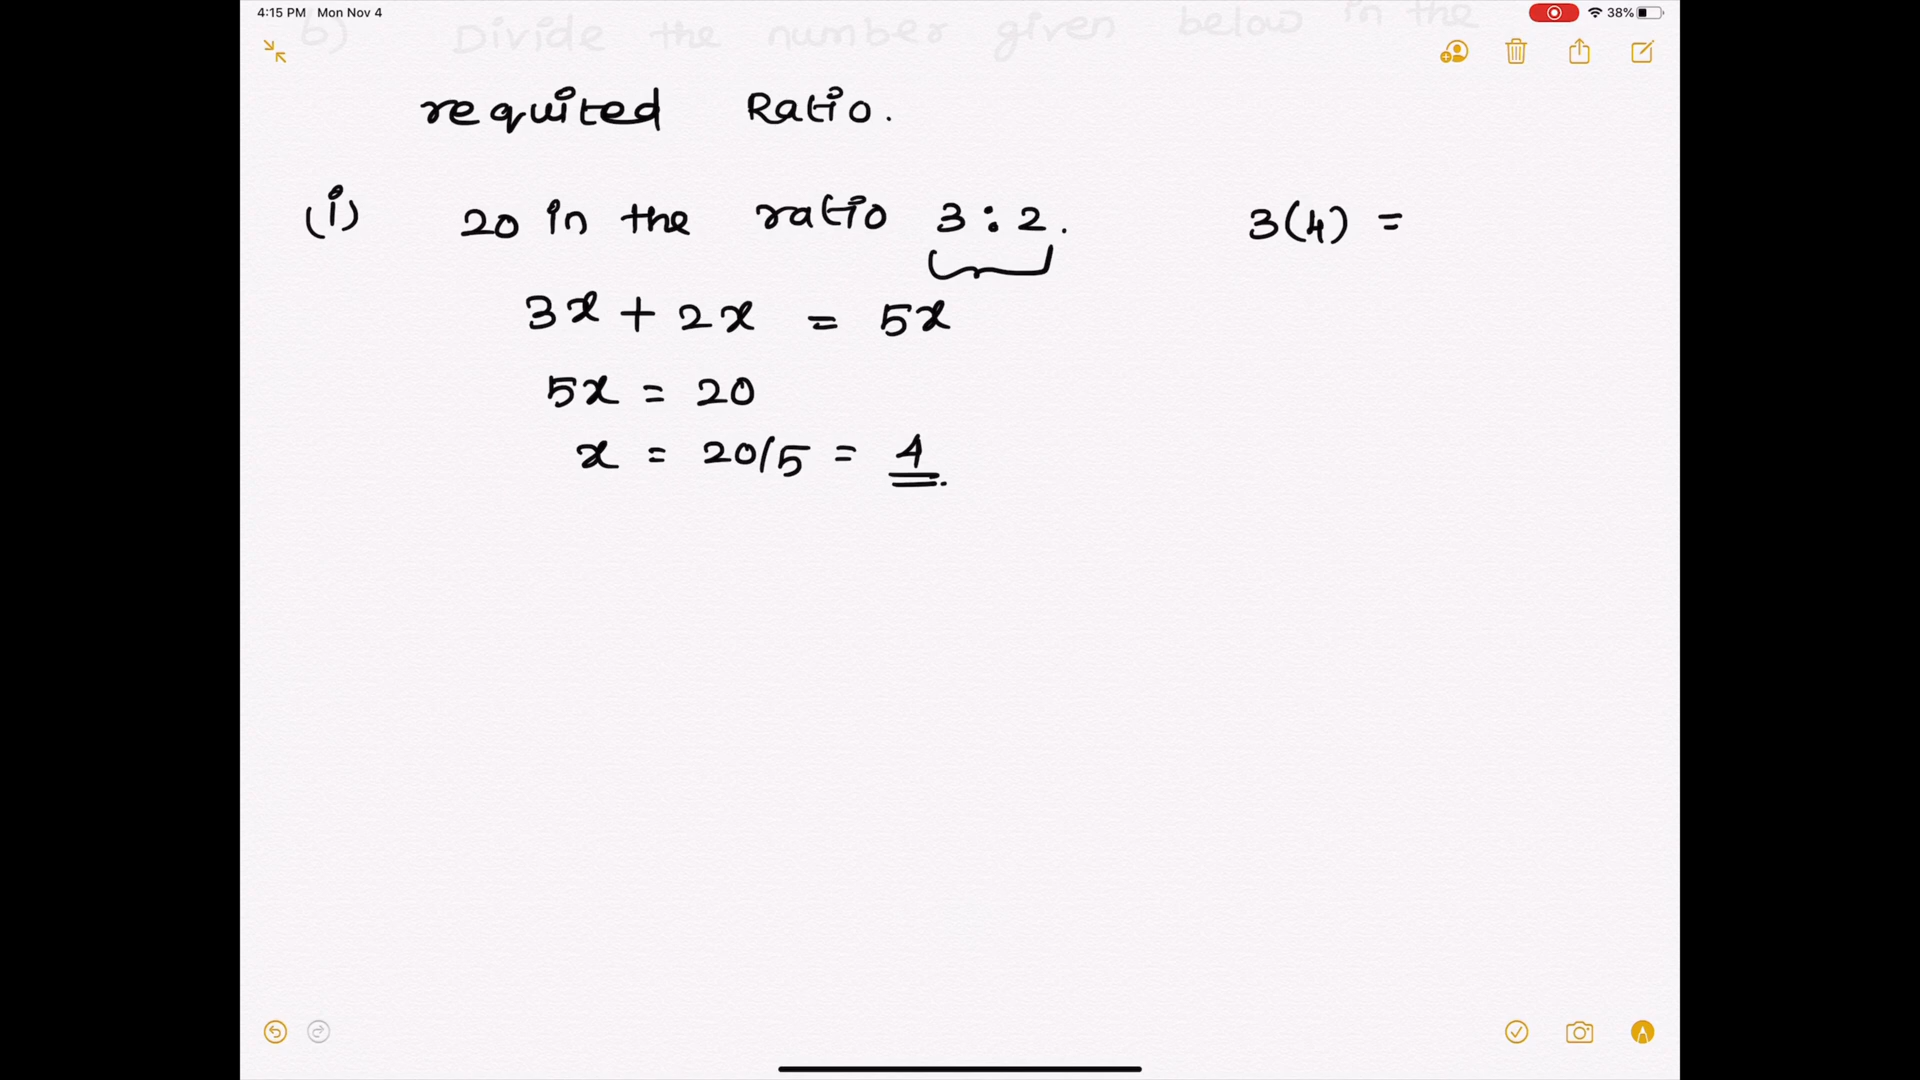 4:15 PM Mon Nov 4
38%
b) Divide the number given below in the
requited Ratio.
(i) 20 in the ratio 3 : 2.
3(4) =
3x + 2x = 5x
5x = 20
x = 20/5 = 4.